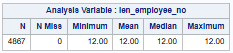 Analysis Variable : len_employee_no
N N Miss Minimum Mean Median Maximum
4867 0 12.00 12.00 12.00 12.00